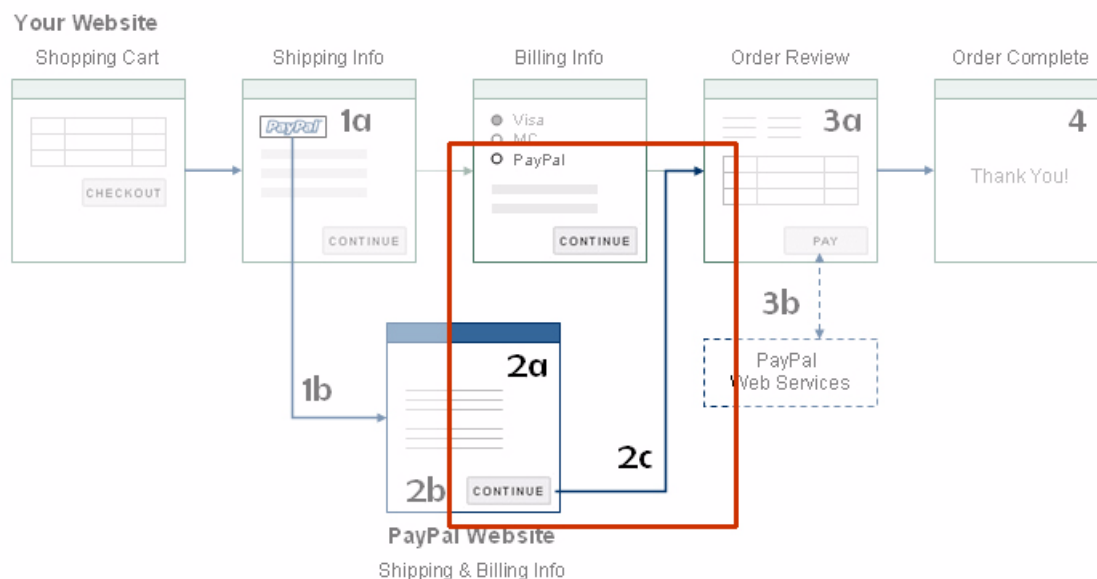 Your Website
Shopping Cart
Shipping Info
Billing Info
Order Review
Order Complete
PayPal
1a
Visa
MC
PayPal
3a
4
CHECKOUT
Thank You!
CONTINUE
CONTINUE
PAY
3b
1b
2a
PayPal
Web Services
2c
2b
CONTINUE
PayPal Website
Shipping & Billing Info